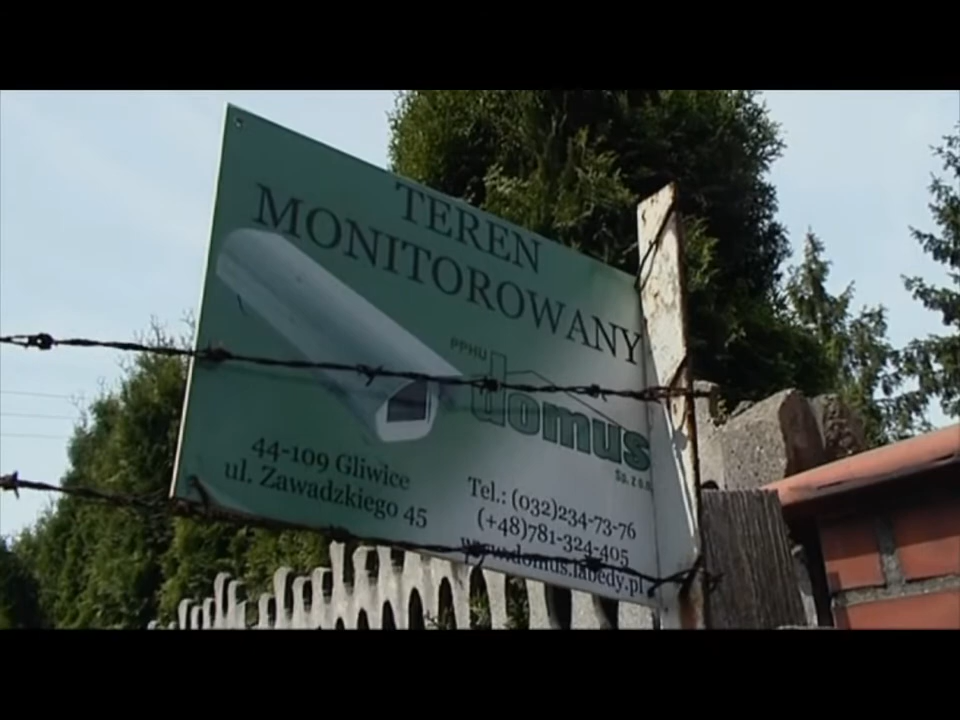 TEREN
MONITOROWANY
PPHU
domus
Sp. z o.o.
44-109 Gliwice
ul. Zawadzkiego 45
Tel.: (032)234-73-76
(+48)781-324-405
www.domus.labedy.pl